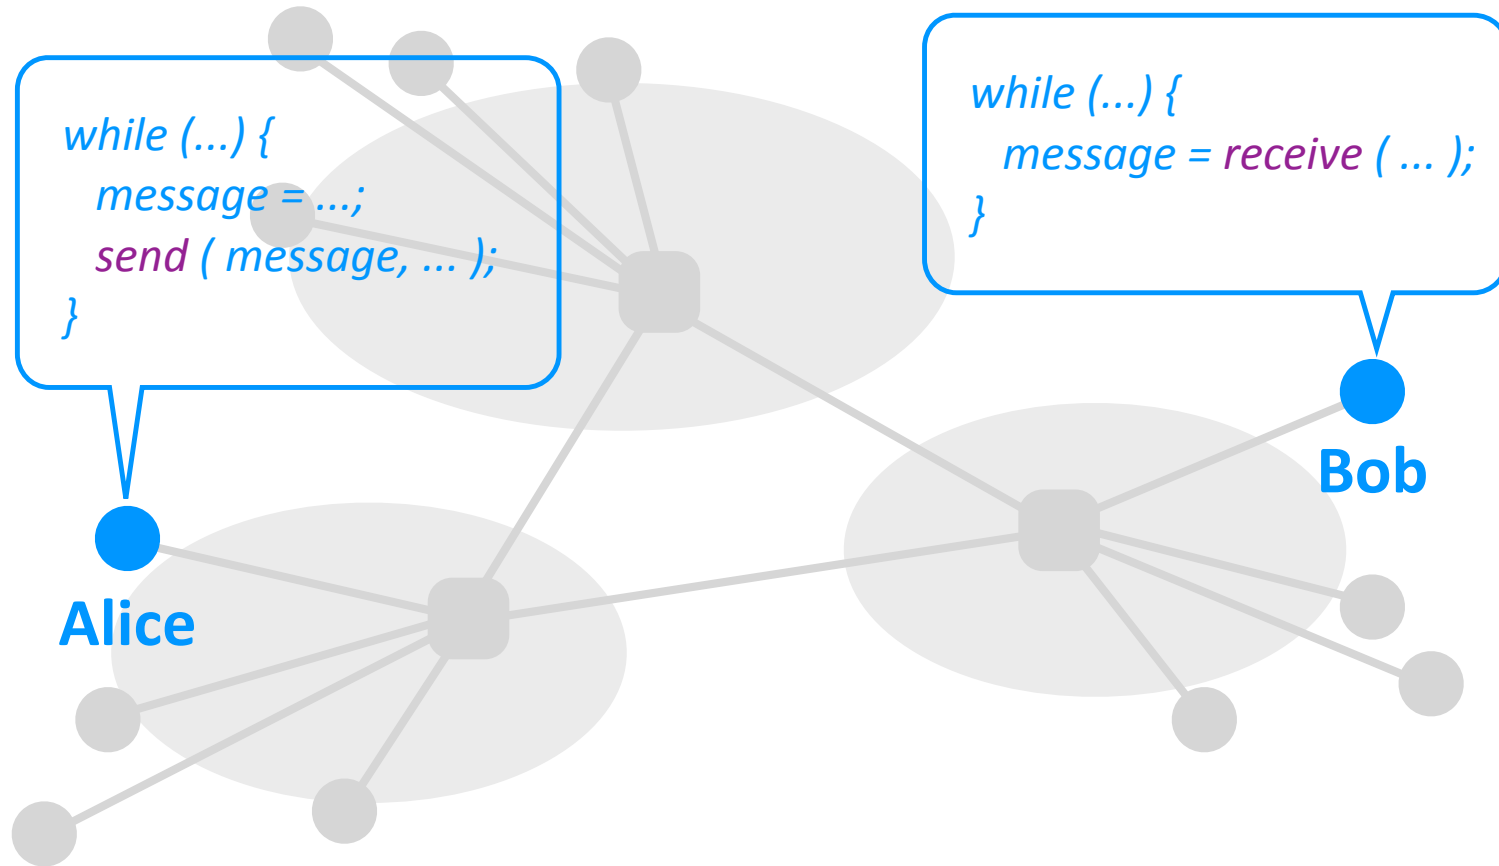 while (...) {
message = ...;
send ( message, ... );
}
Alice
while (...) {
message = receive ( ... );
}
Bob